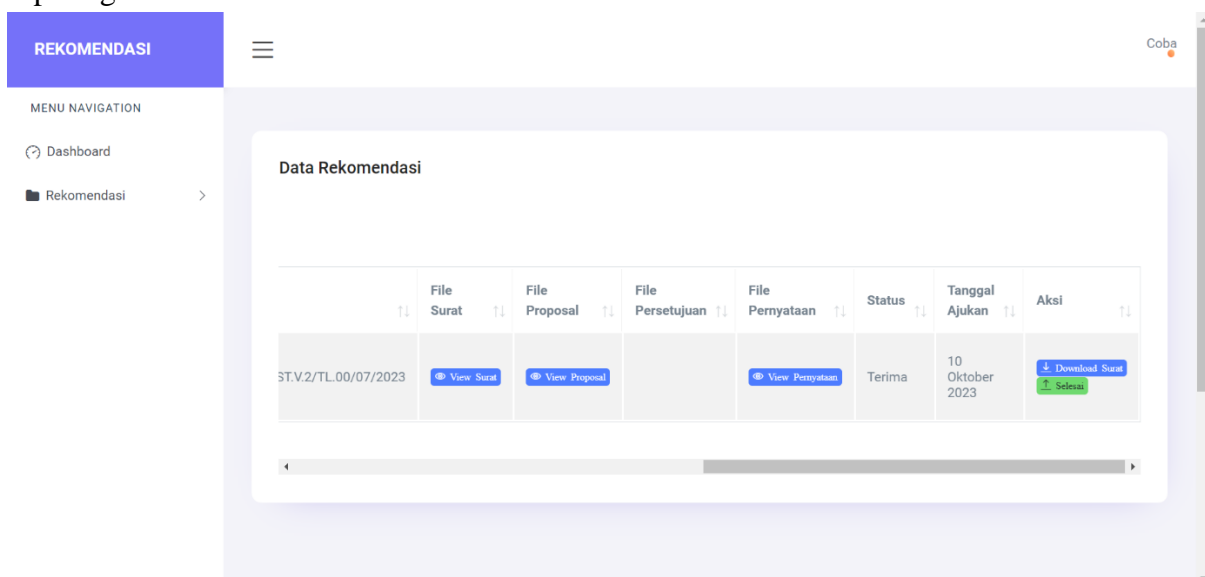 REKOMENDASI
Coba
MENU NAVIGATION
Dashboard
Rekomendasi
Data Rekomendasi
File Surat
File Proposal
File Persetujuan
File Pernyataan
Status
Tanggal Ajukan
Aksi
ST.V.2/TL.00/07/2023
View Surat
View Proposal
View Pernyataan
Terima
10
Oktober
2023
Download Surat
Selesai